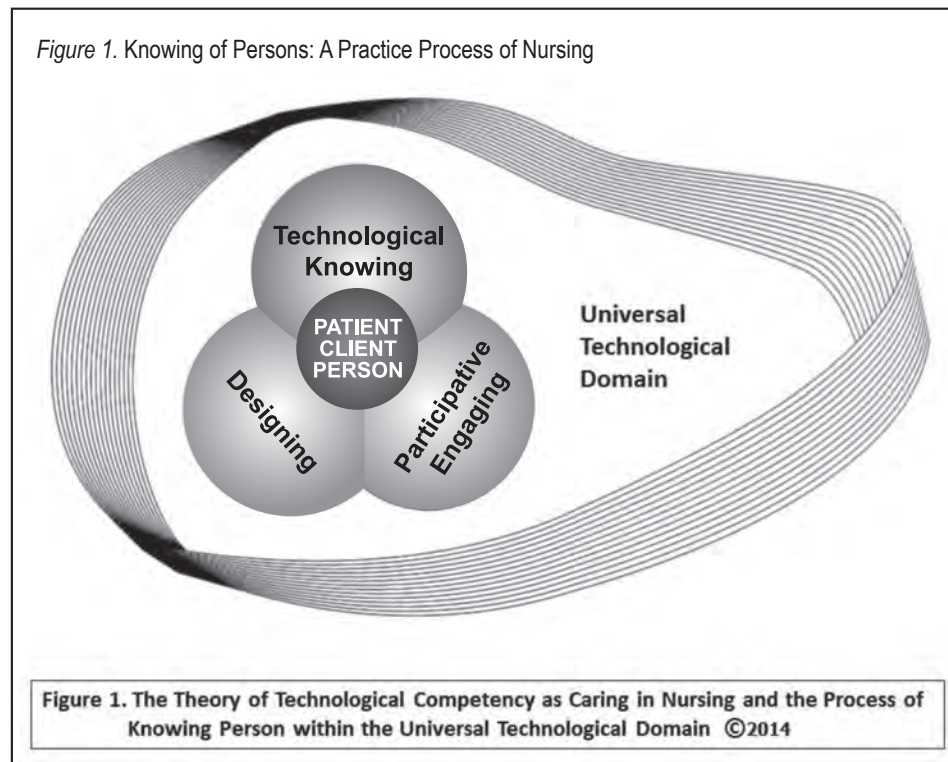 Figure 1. Knowing of Persons: A Practice Process of Nursing
Technological
Knowing
PATIENT
CLIENT
PERSON
Designing
Participative
Engaging
Universal
Technological
Domain
Figure 1. The Theory of Technological Competency as Caring in Nursing and the Process of
Knowing Person within the Universal Technological Domain ©2014